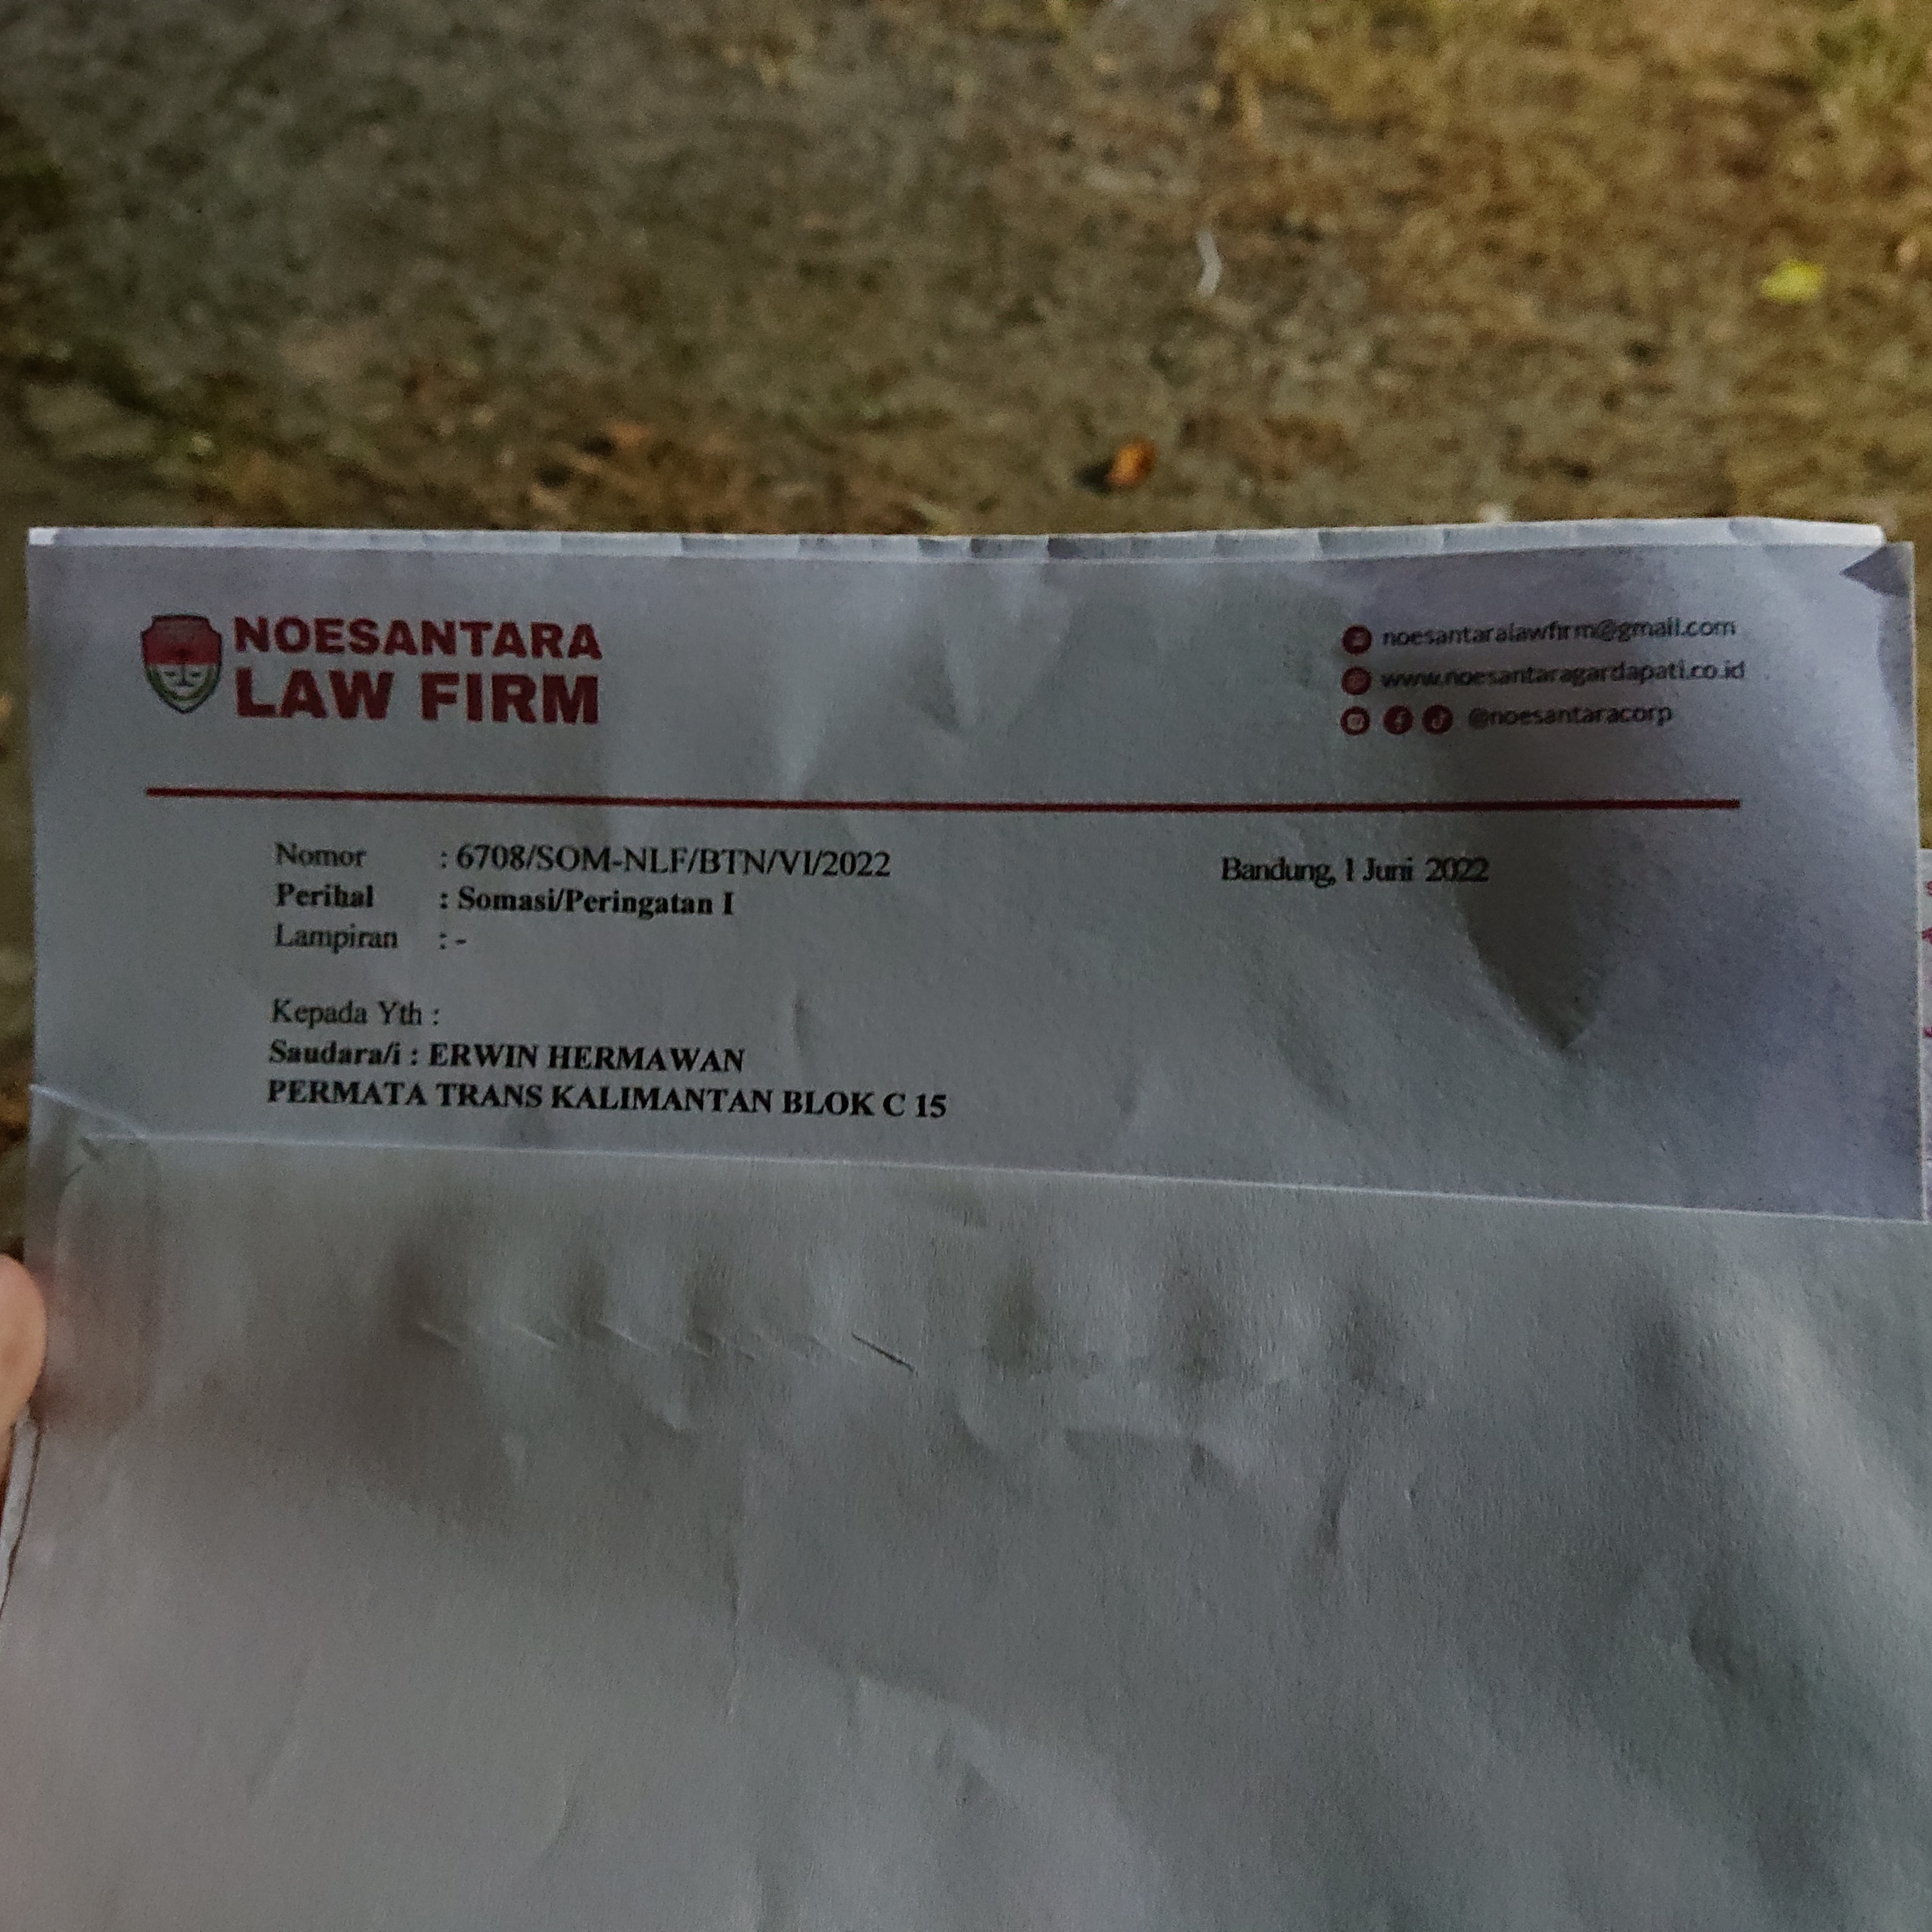 NOESANTARA
LAW FIRM
noesantaralawfirm@gmail.com
www.noesantaragardapati.co.id
@noesantaracorp
Nomor : 6708/SOM-NLF/BTN/VI/2022
Bandung, 1 Juni 2022
Perihal : Somasi/Peringatan I
Lampiran : -
Kepada Yth :
Saudara/i : ERWIN HERMAWAN
PERMATA TRANS KALIMANTAN BLOK C 15